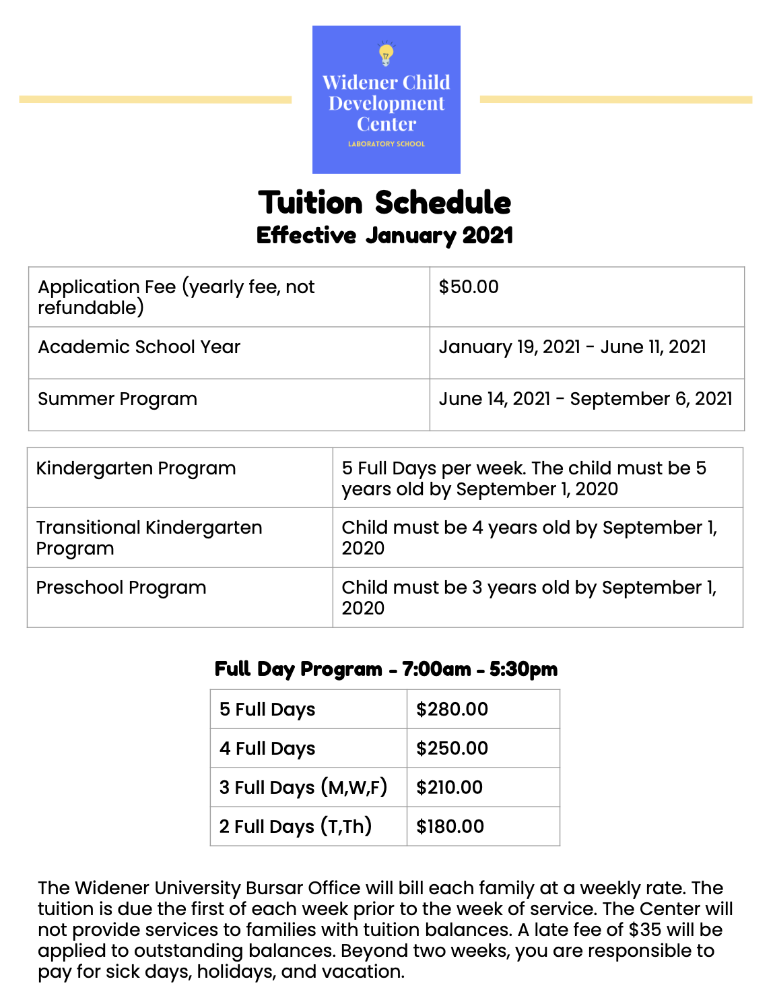 Widener Child
Development
Center
LABORATORY SCHOOL
Tuition Schedule
Effective January 2021
Application Fee (yearly fee, not
refundable)
$50.00
Academic School Year
January 19, 2021 - June 11, 2021
Summer Program
June 14, 2021 - September 6, 2021
Kindergarten Program
5 Full Days per week. The child must be 5
years old by September 1, 2020
Transitional Kindergarten
Program
Child must be 4 years old by September 1,
2020
Preschool Program
Child must be 3 years old by September 1,
2020
Full Day Program - 7:00am - 5:30pm
5 Full Days
$280.00
4 Full Days
$250.00
3 Full Days (M,W,F)
$210.00
2 Full Days (T,Th)
$180.00
The Widener University Bursar Office will bill each family at a weekly rate. The
tuition is due the first of each week prior to the week of service. The Center will
not provide services to families with tuition balances. A late fee of $35 will be
applied to outstanding balances. Beyond two weeks, you are responsible to
pay for sick days, holidays, and vacation.